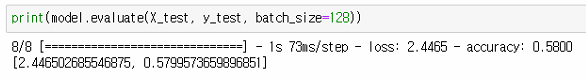 print(model.evaluate(X_test, y_test, batch_size=128))
8/8 [==============================] - 1s 73ms/step - loss: 2.4465 - accuracy: 0.5800
[2.446502685546875, 0.5799573659896851]